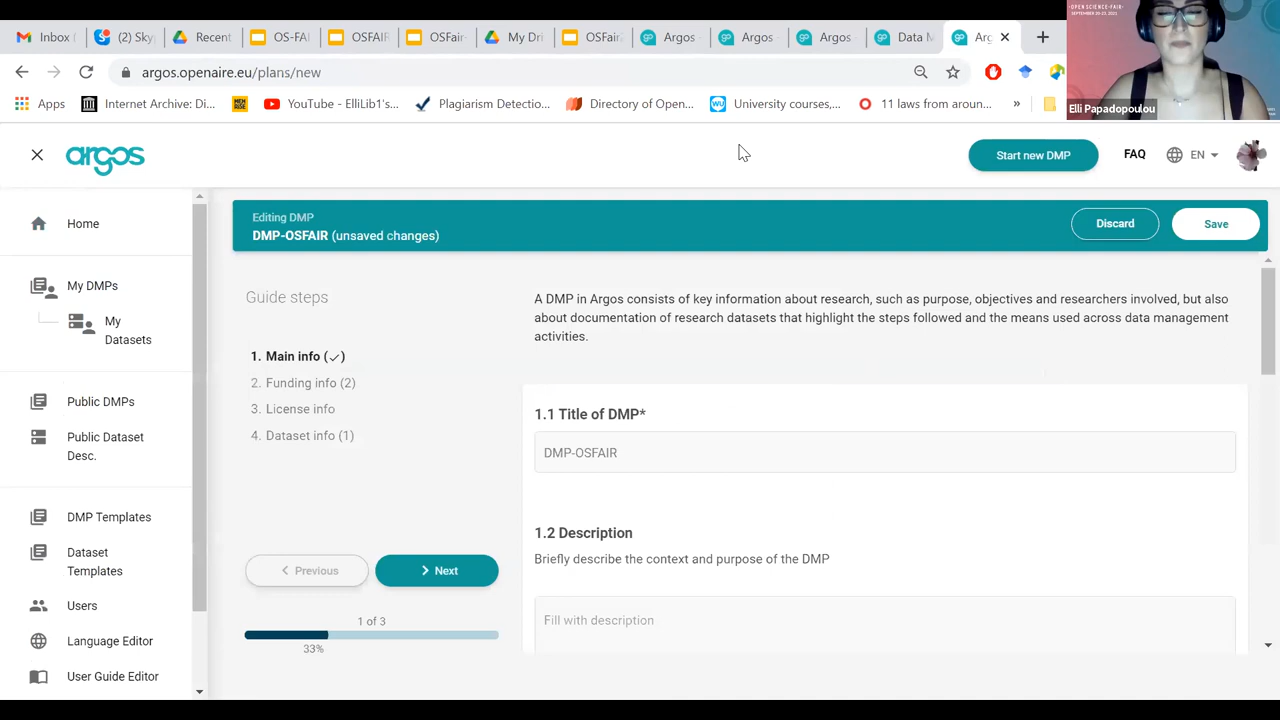 Inbox (
(2) Sky
Recent
OS-FAI
OSFAIR
OSFair-
My Dri
OSFair
Argos
Argos
Argos
Data M
Arg
OPEN SCIENCE FAIR
SEPTEMBER 20-23, 2021
argos.openaire.eu/plans/new
Apps
Internet Archive: Di...
YouTube - ElliLib1's...
Plagiarism Detectio...
Directory of Open...
WU
University courses,...
11 laws from aroun...
»
Elli Papadopoulou
argos
Start new DMP
FAQ
EN
Home
My DMPs
My
Datasets
Public DMPs
Public Dataset
Desc.
DMP Templates
Dataset
Templates
Users
Language Editor
User Guide Editor
Editing DMP
DMP-OSFAIR (unsaved changes)
Discard
Save
Guide steps
1. Main info (✓)
2. Funding info (2)
3. License info
4. Dataset info (1)
Previous
Next
1 of 3
33%
A DMP in Argos consists of key information about research, such as purpose, objectives and researchers involved, but also
about documentation of research datasets that highlight the steps followed and the means used across data management
activities.
1.1 Title of DMP*
DMP-OSFAIR
1.2 Description
Briefly describe the context and purpose of the DMP
Fill with description